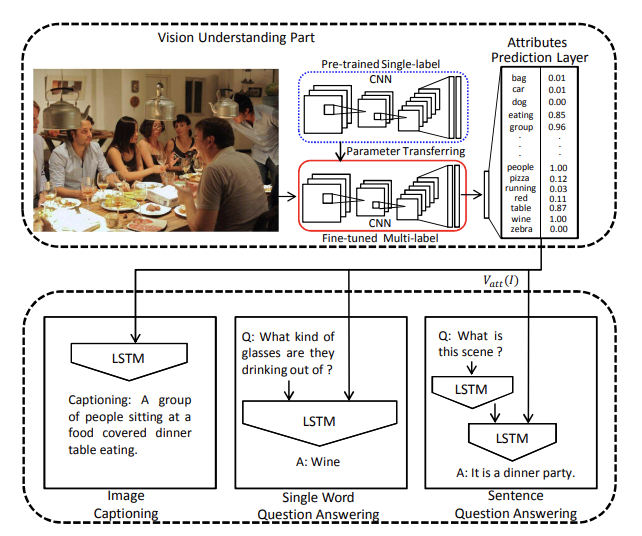 Vision Understanding Part
Attributes
Prediction Layer
Pre-trained Single-label
CNN
Parameter Transferring
CNN
Fine-tuned Multi-label
bag 0.01
car 0.01
dog 0.00
eating 0.85
group 0.96
. .
. .
. .
people 1.00
pizza 0.12
running 0.03
red 0.11
table 0.87
wine 1.00
zebra 0.00
V_att(I)
LSTM
Captioning: A group
of people sitting at a
food covered dinner
table eating.
Image
Captioning
Q: What kind of
glasses are they
drinking out of ?
LSTM
A: Wine
Single Word
Question Answering
Q: What is
this scene ?
LSTM
LSTM
A: It is a dinner party.
Sentence
Question Answering